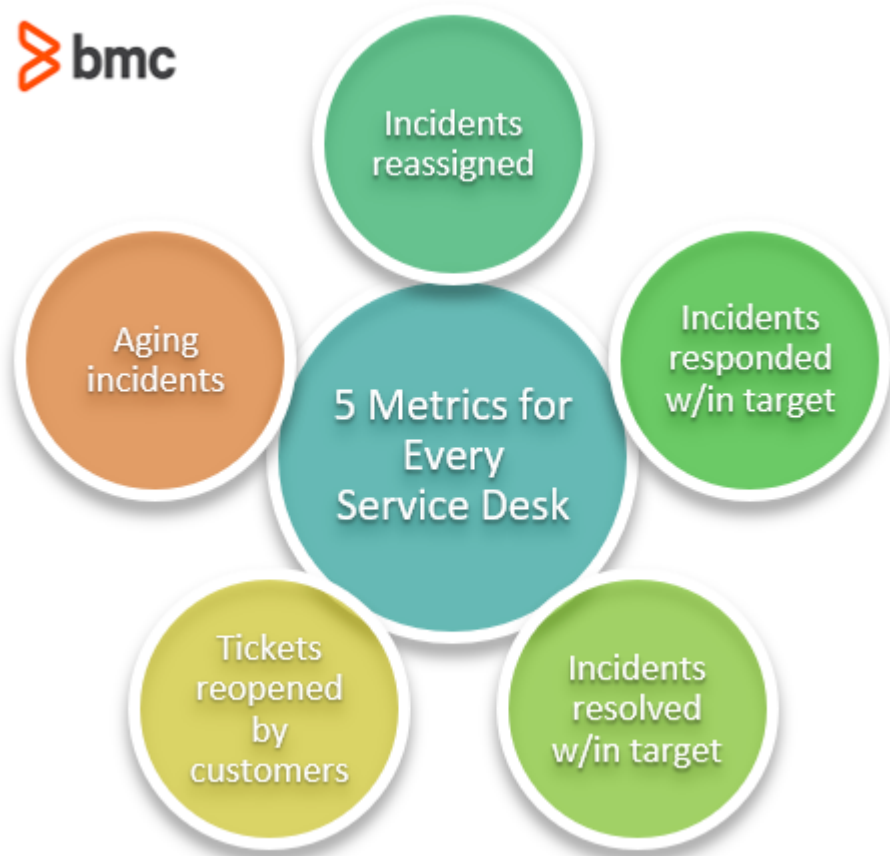 bmc
Incidents
reassigned
Incidents
responded
w/in target
Incidents
resolved
w/in target
Tickets
reopened
by
customers
Aging
incidents
5 Metrics for
Every
Service Desk